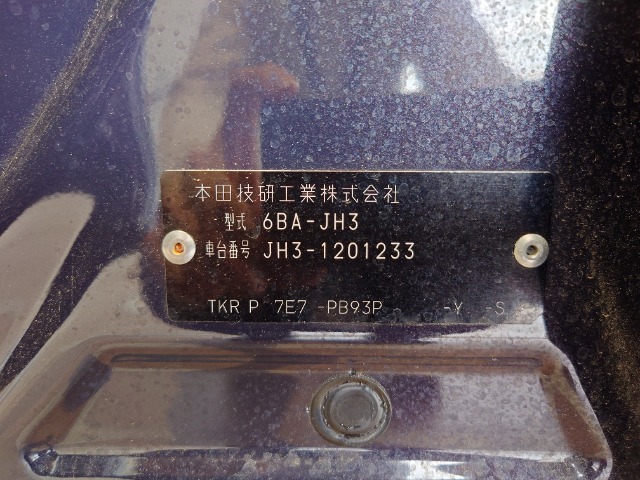 本田技研工業株式会社
型式 6BA-JH3
車台番号 JH3-1201233
TKR P 7E7 -PB93P -Y -S